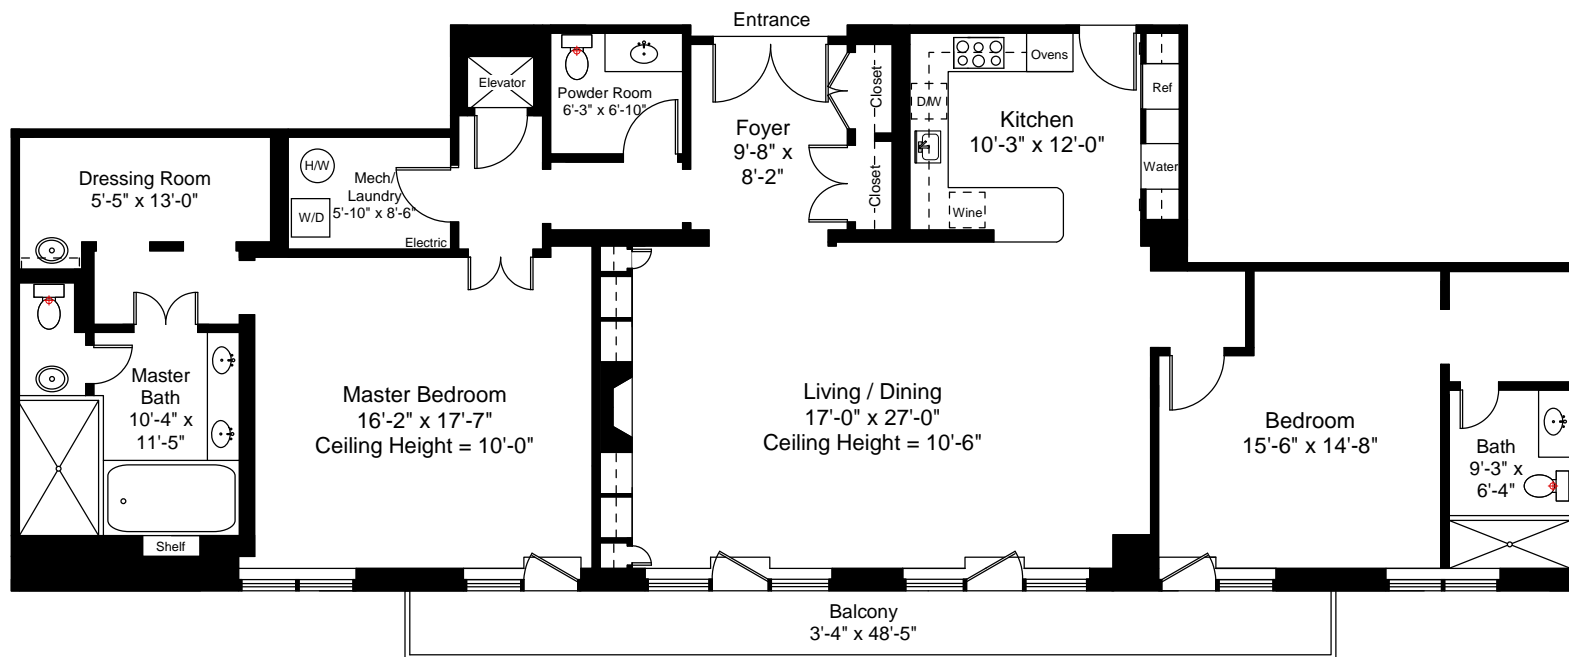 Entrance
Elevator
Powder Room
6'-3" x 6'-10"
Foyer
9'-8" x
8'-2"
Closet
Closet
Ovens
D/W
Kitchen
10'-3" x 12'-0"
Wine
Ref
Water
Dressing Room
5'-5" x 13'-0"
H/W
W/D
Mech/
Laundry
5'-10" x 8'-6"
Electric
Master
Bath
10'-4" x
11'-5"
Shelf
Master Bedroom
16'-2" x 17'-7"
Ceiling Height = 10'-0"
Living / Dining
17'-0" x 27'-0"
Ceiling Height = 10'-6"
Bedroom
15'-6" x 14'-8"
Bath
9'-3" x
6'-4"
Balcony
3'-4" x 48'-5"